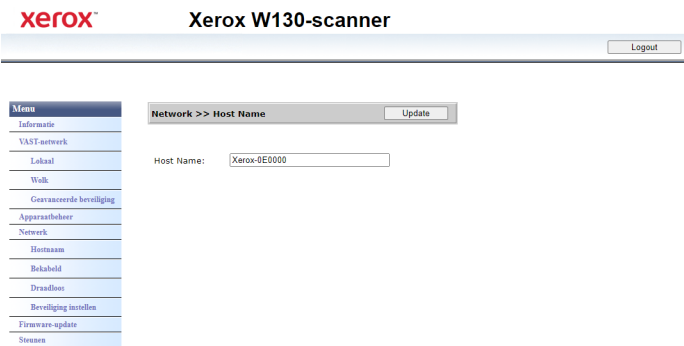 xerox™
Xerox W130-scanner
Logout
Menu
Informatie
VAST-netwerk
Lokaal
Wolk
Geavanceerde beveiliging
Apparaatbeheer
Netwerk
Hostnaam
Bekabeld
Draadloos
Beveiliging instellen
Firmware-update
Steunen
Network >> Host Name
Update
Host Name: Xerox-0E0000